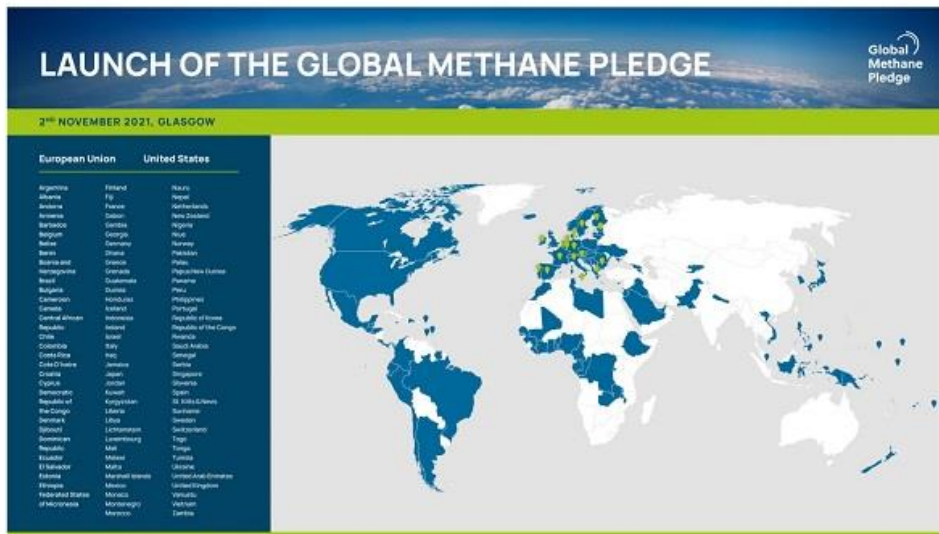 LAUNCH OF THE GLOBAL METHANE PLEDGE
Global
Methane
Pledge
2ND NOVEMBER 2021, GLASGOW
European Union
United States
Argentina
Albania
Andorra
Armenia
Barbados
Belgium
Belize
Benin
Bosnia and
Herzegovina
Brazil
Bulgaria
Cameroon
Canada
Central African
Republic
Chile
Colombia
Costa Rica
Cote D'Ivoire
Croatia
Cyprus
Democratic
Republic of
the Congo
Denmark
Djibouti
Dominican
Republic
Ecuador
El Salvador
Estonia
Ethiopia
Federated States
of Micronesia
Finland
Fiji
France
Gabon
Gambia
Georgia
Germany
Ghana
Greece
Grenada
Guatemala
Guinea
Honduras
Iceland
Indonesia
Ireland
Israel
Italy
Iraq
Jamaica
Japan
Jordan
Kuwait
Kyrgyzstan
Liberia
Libya
Lichtenstein
Luxembourg
Mali
Malta
Marshall Islands
Mexico
Monaco
Montenegro
Morocco
Nauru
Nepal
Netherlands
New Zealand
Nigeria
Niue
Norway
Pakistan
Palau
Papua New Guinea
Panama
Peru
Philippines
Portugal
Republic of Korea
Republic of the Congo
Rwanda
Saudi Arabia
Senegal
Serbia
Singapore
Slovenia
Spain
St. Kitts & Nevis
Suriname
Sweden
Switzerland
Togo
Tonga
Tunisia
Ukraine
United Arab Emirates
United Kingdom
Vanuatu
Vietnam
Zambia